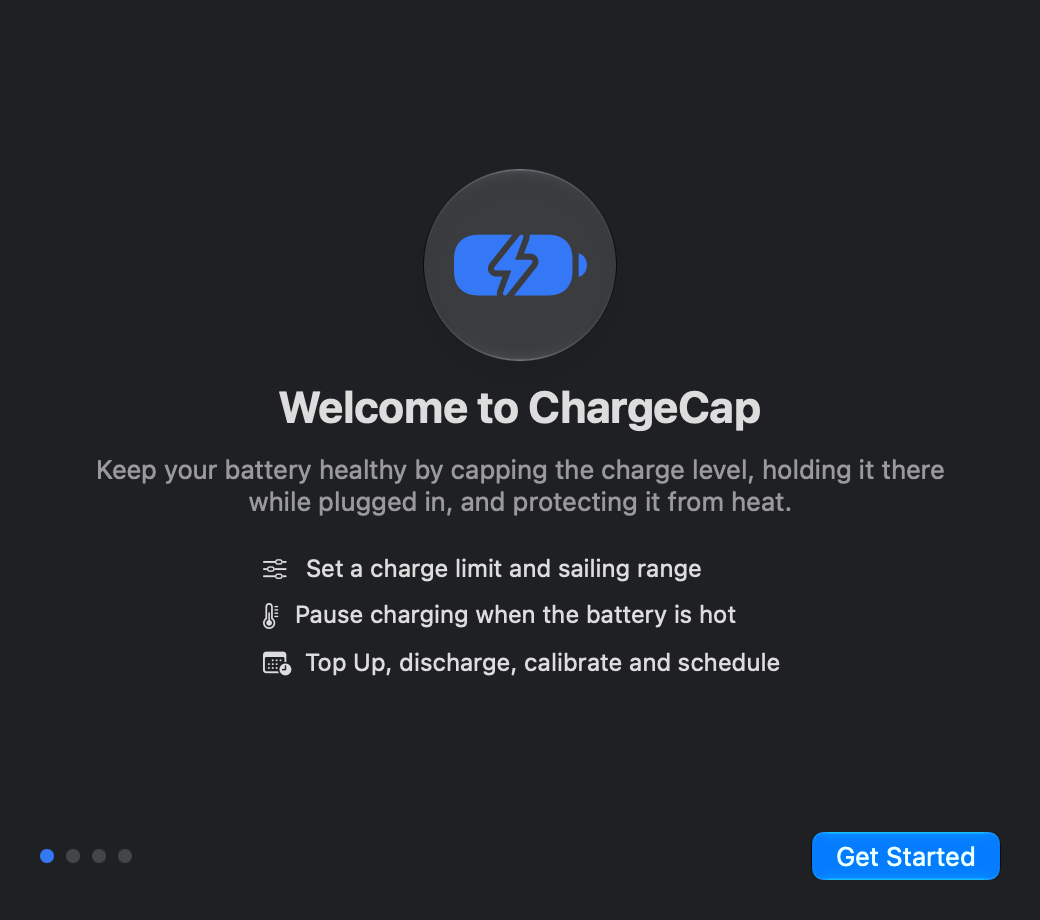 Welcome to ChargeCap
Keep your battery healthy by capping the charge level, holding it there
while plugged in, and protecting it from heat.
Set a charge limit and sailing range
Pause charging when the battery is hot
Top Up, discharge, calibrate and schedule
Get Started